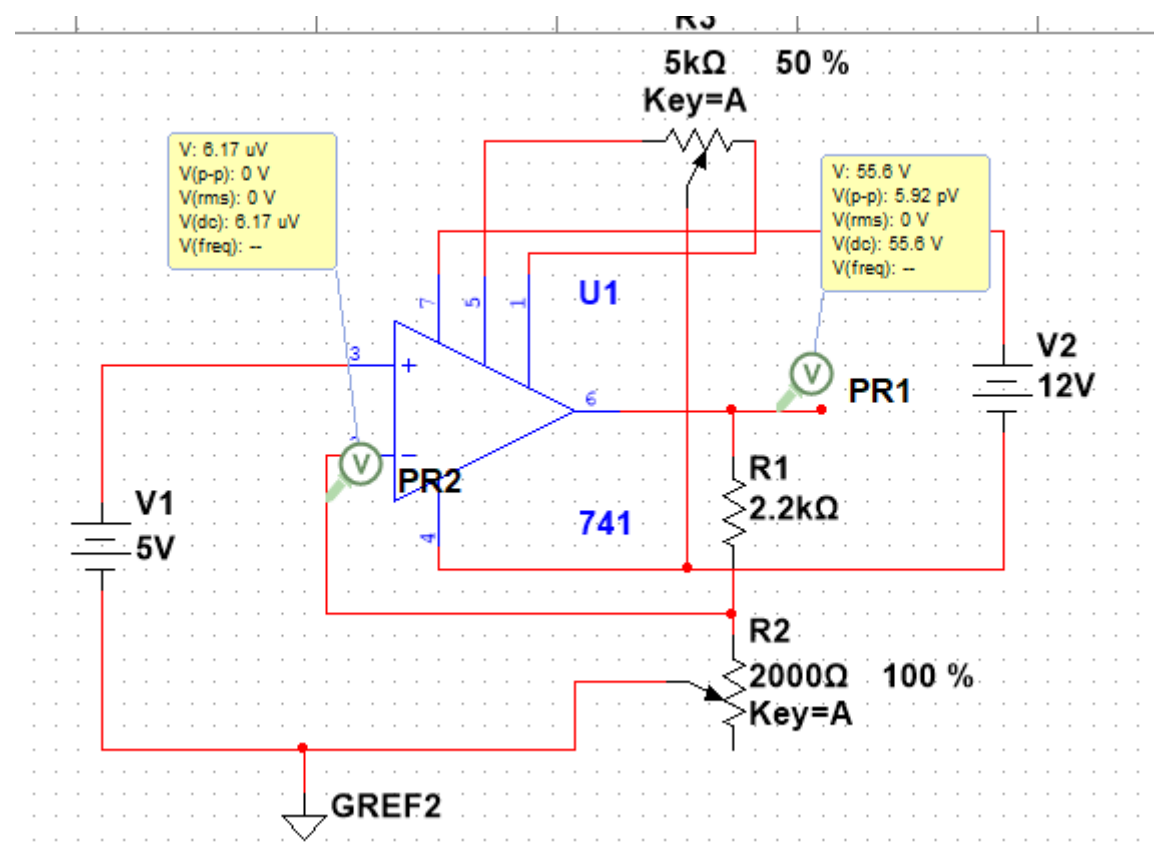 R3
5kΩ 50 %
Key=A
V: 6.17 uV
V(p-p): 0 V
V(rms): 0 V
V(dc): 6.17 uV
V(freq): --
V: 55.6 V
V(p-p): 5.92 pV
V(rms): 0 V
V(dc): 55.6 V
V(freq): --
7
5
1
U1
3
+
V2
12V
V
PR1
6
V
PR2
−
R1
2.2kΩ
V1
5V
4
741
R2
2000Ω 100 %
Key=A
GREF2